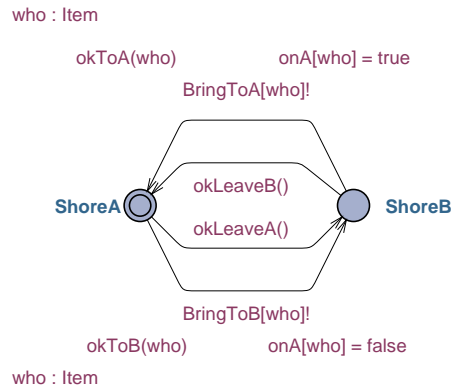 who : Item
okToA(who) onA[who] = true
BringToA[who]!
okLeaveB()
ShoreA ShoreB
okLeaveA()
BringToB[who]!
okToB(who) onA[who] = false
who : Item